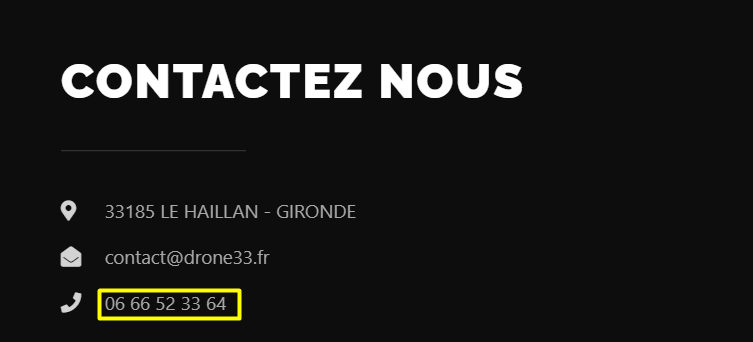 CONTACTEZ NOUS
33185 LE HAILLAN - GIRONDE
contact@drone33.fr
06 66 52 33 64